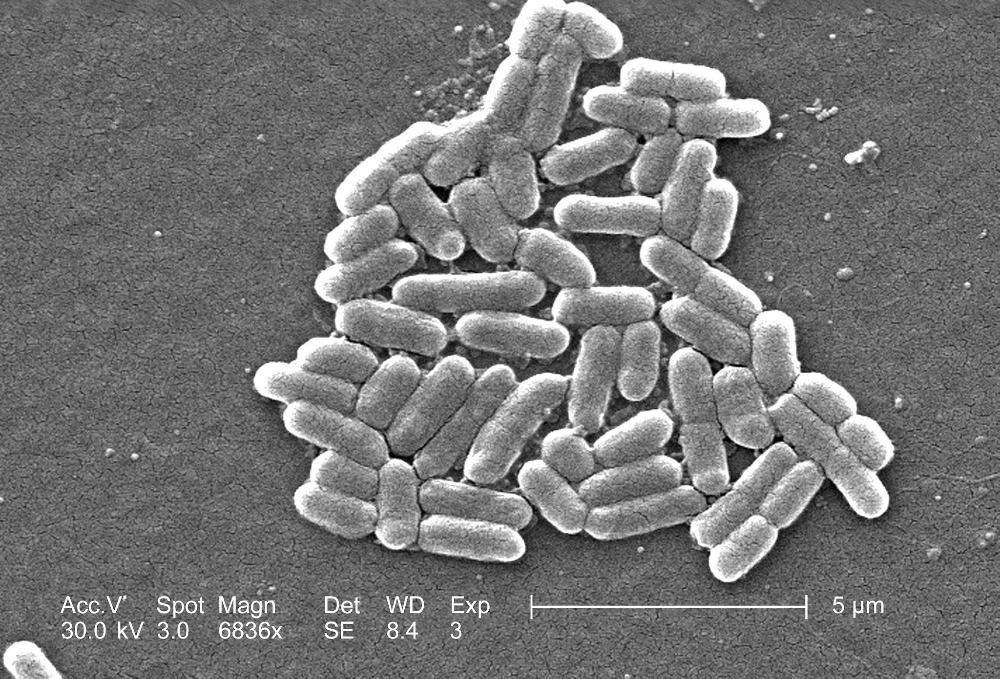 Acc.V Spot Magn Det WD Exp 5 µm
30.0 kV 3.0 6836x SE 8.4 3